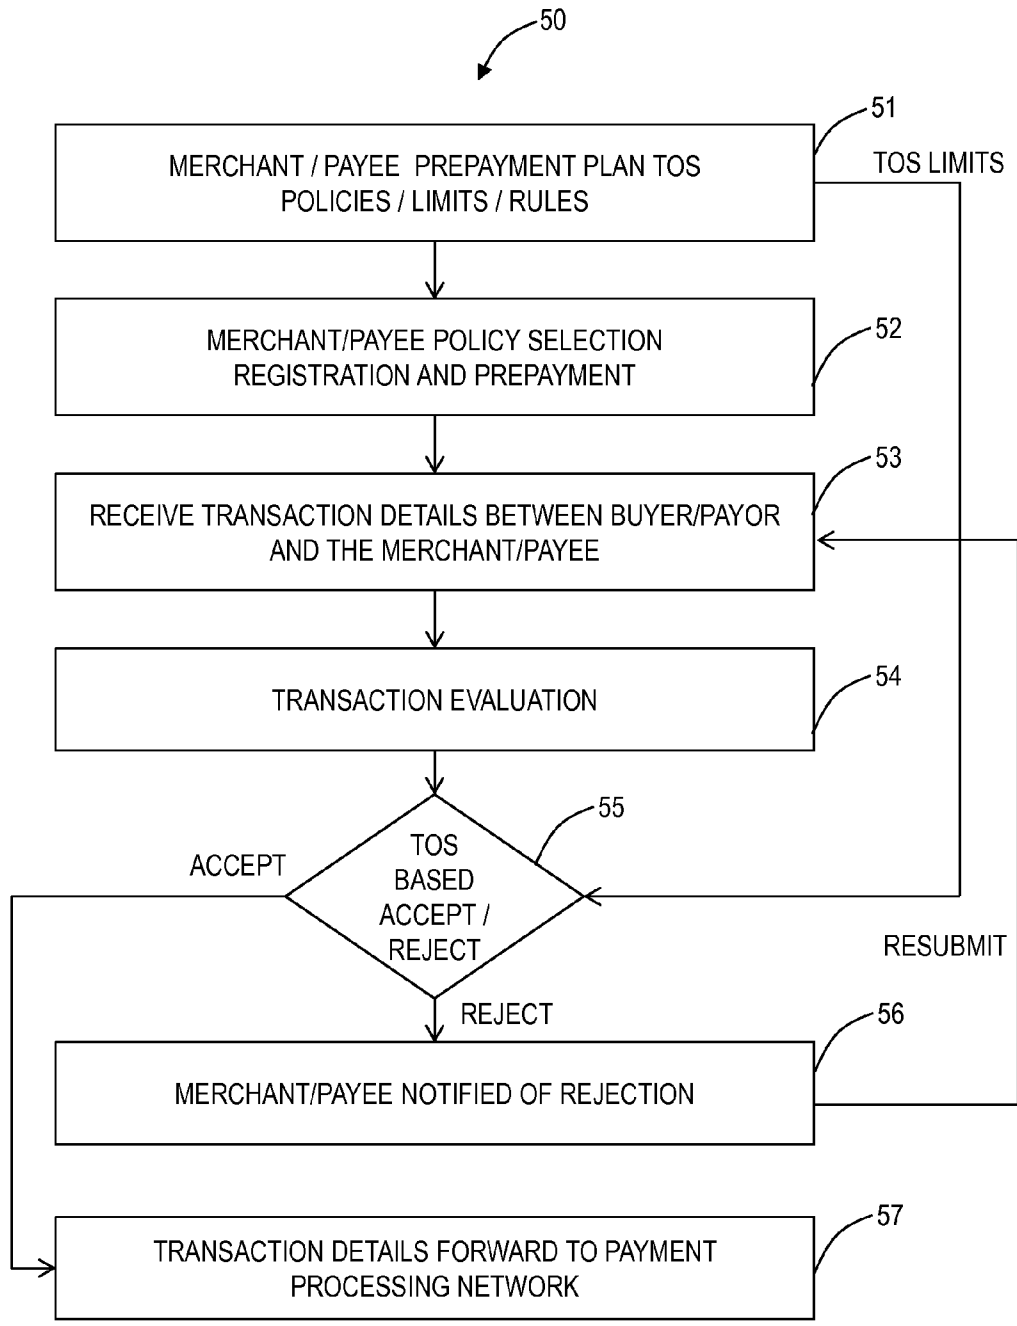 50
51
MERCHANT / PAYEE PREPAYMENT PLAN TOS
POLICIES / LIMITS / RULES
TOS LIMITS
52
MERCHANT/PAYEE POLICY SELECTION
REGISTRATION AND PREPAYMENT
53
RECEIVE TRANSACTION DETAILS BETWEEN BUYER/PAYOR
AND THE MERCHANT/PAYEE
54
TRANSACTION EVALUATION
55
ACCEPT
TOS
BASED
ACCEPT /
REJECT
RESUBMIT
REJECT
56
MERCHANT/PAYEE NOTIFIED OF REJECTION
57
TRANSACTION DETAILS FORWARD TO PAYMENT
PROCESSING NETWORK